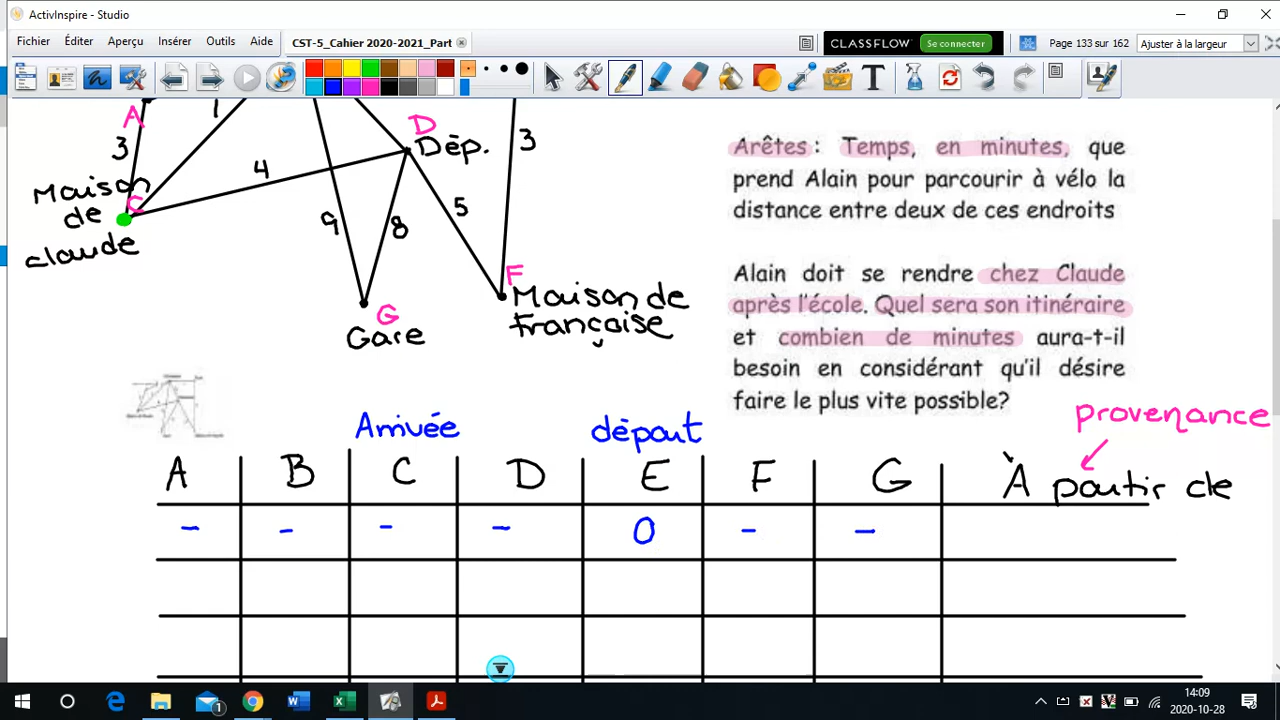 ActivInspire - Studio
Fichier Éditer Aperçu Insérer Outils Aide CST-5_Cahier 2020-2021_Part CLASSFLOW Se connecter Page 133 sur 162 Ajuster à la largeur
A 1 D
3 Dép. 3
4
Maison C
de
claude
9 8 5
F
G Maison de
Gare Française
Arêtes : Temps, en minutes, que
prend Alain pour parcourir à vélo la
distance entre deux de ces endroits
Alain doit se rendre chez Claude
après l'école. Quel sera son itinéraire
et combien de minutes aura-t-il
besoin en considérant qu'il désire
faire le plus vite possible?
provenance
Arrivée départ
A B C D E F G À partir de
- - - - 0 - -
14:09
2020-10-28